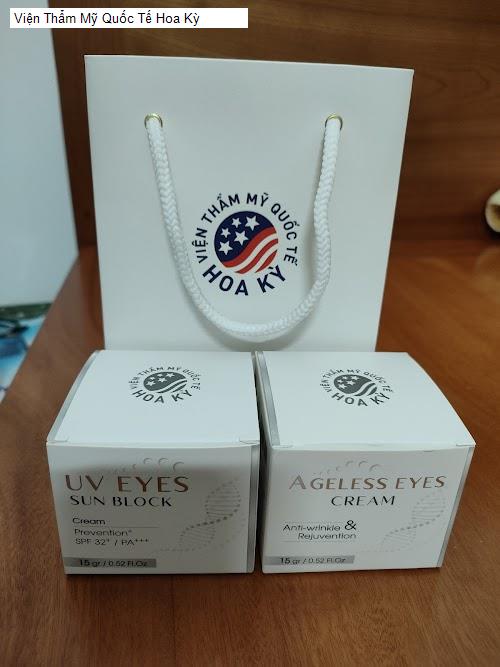 Viện Thẩm Mỹ Quốc Tế Hoa Kỳ
VIỆN THẨM MỸ QUỐC TẾ
HOA KỲ
VIỆN THẨM MỸ QUỐC TẾ
HOA KỲ
UV EYES
SUN BLOCK
Cream
Prevention⁺
SPF 32⁺ / PA⁺⁺⁺
15 gr / 0.52 Fl.Oz
VIỆN THẨM MỸ QUỐC TẾ
HOA KỲ
AGELESS EYES
CREAM
Anti-wrinkle &
Rejuvention
15 gr / 0.52 Fl.Oz